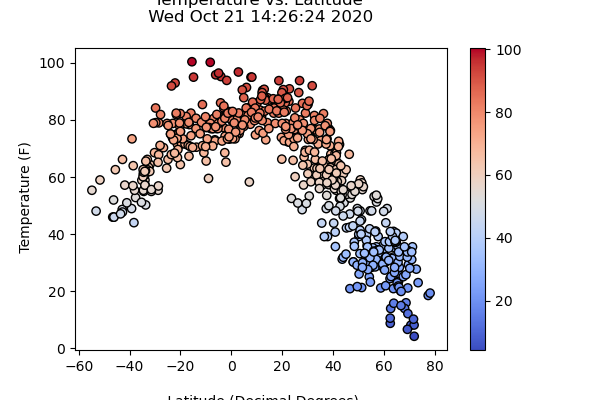 Temperature vs. Latitude
Wed Oct 21 14:26:24 2020
Temperature (F)
100
80
60
40
20
0
−60 −40 −20 0 20 40 60 80
Latitude (Decimal Degrees)
100
80
60
40
20